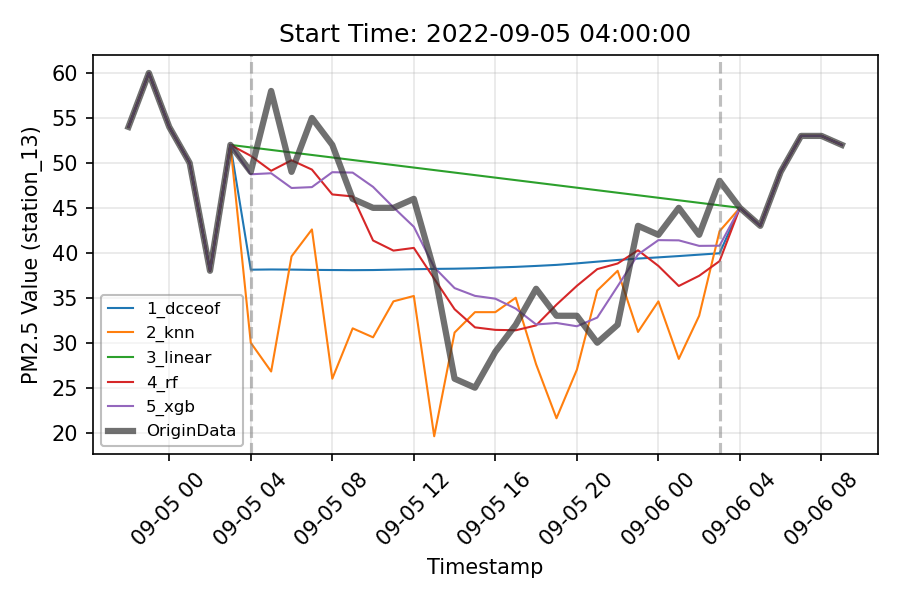 Start Time: 2022-09-05 04:00:00
PM2.5 Value (station_13)
60
55
50
45
40
35
30
25
20
1_dcceof
2_knn
3_linear
4_rf
5_xgb
OriginData
09-05 00
09-05 04
09-05 08
09-05 12
09-05 16
09-05 20
09-06 00
09-06 04
09-06 08
Timestamp